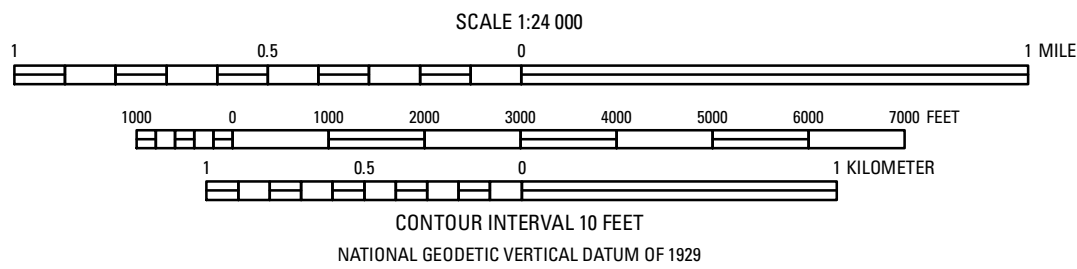 SCALE 1:24 000
1 0.5 0 1 MILE
1000 0 1000 2000 3000 4000 5000 6000 7000 FEET
1 0.5 0 1 KILOMETER
CONTOUR INTERVAL 10 FEET
NATIONAL GEODETIC VERTICAL DATUM OF 1929